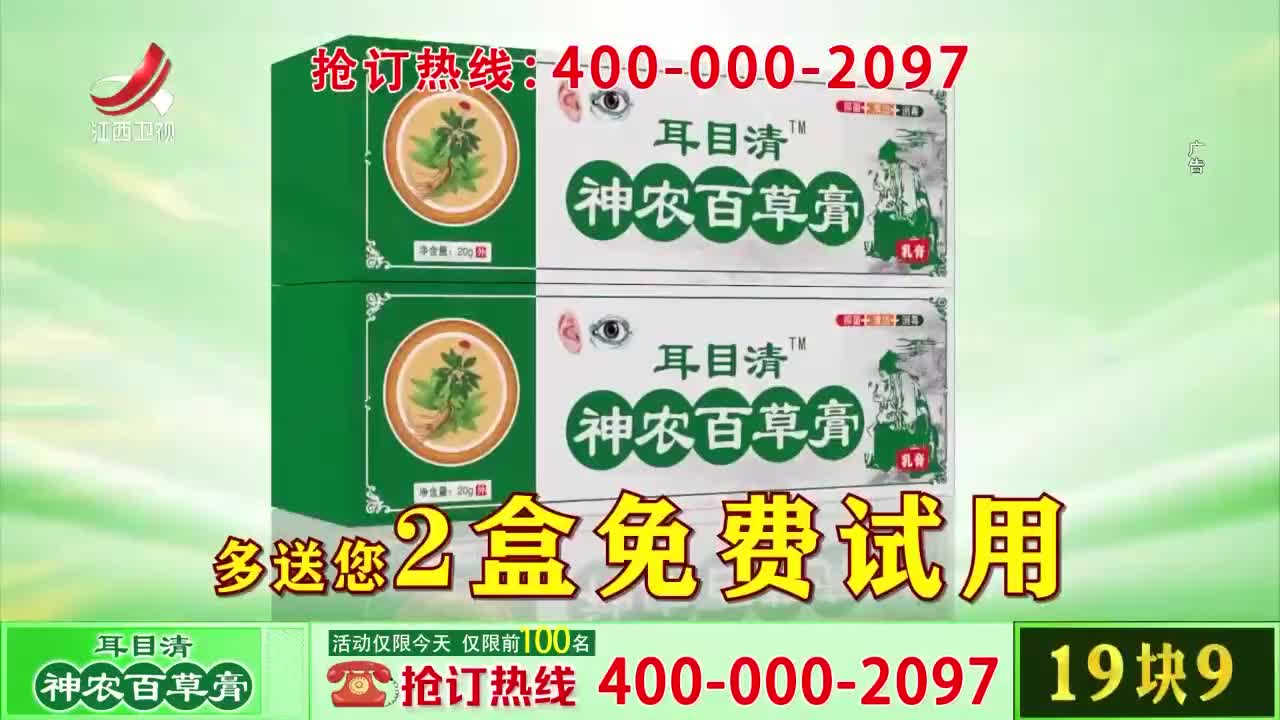 抢订热线：400-000-2097
江西卫视
广告
耳目清TM
神农百草膏
净含量：20g 外
乳膏
耳目清TM
神农百草膏
净含量：20g 外
乳膏
多送您2盒免费试用
耳目清
神农百草膏
活动仅限今天 仅限前100名
抢订热线 400-000-2097
19块9